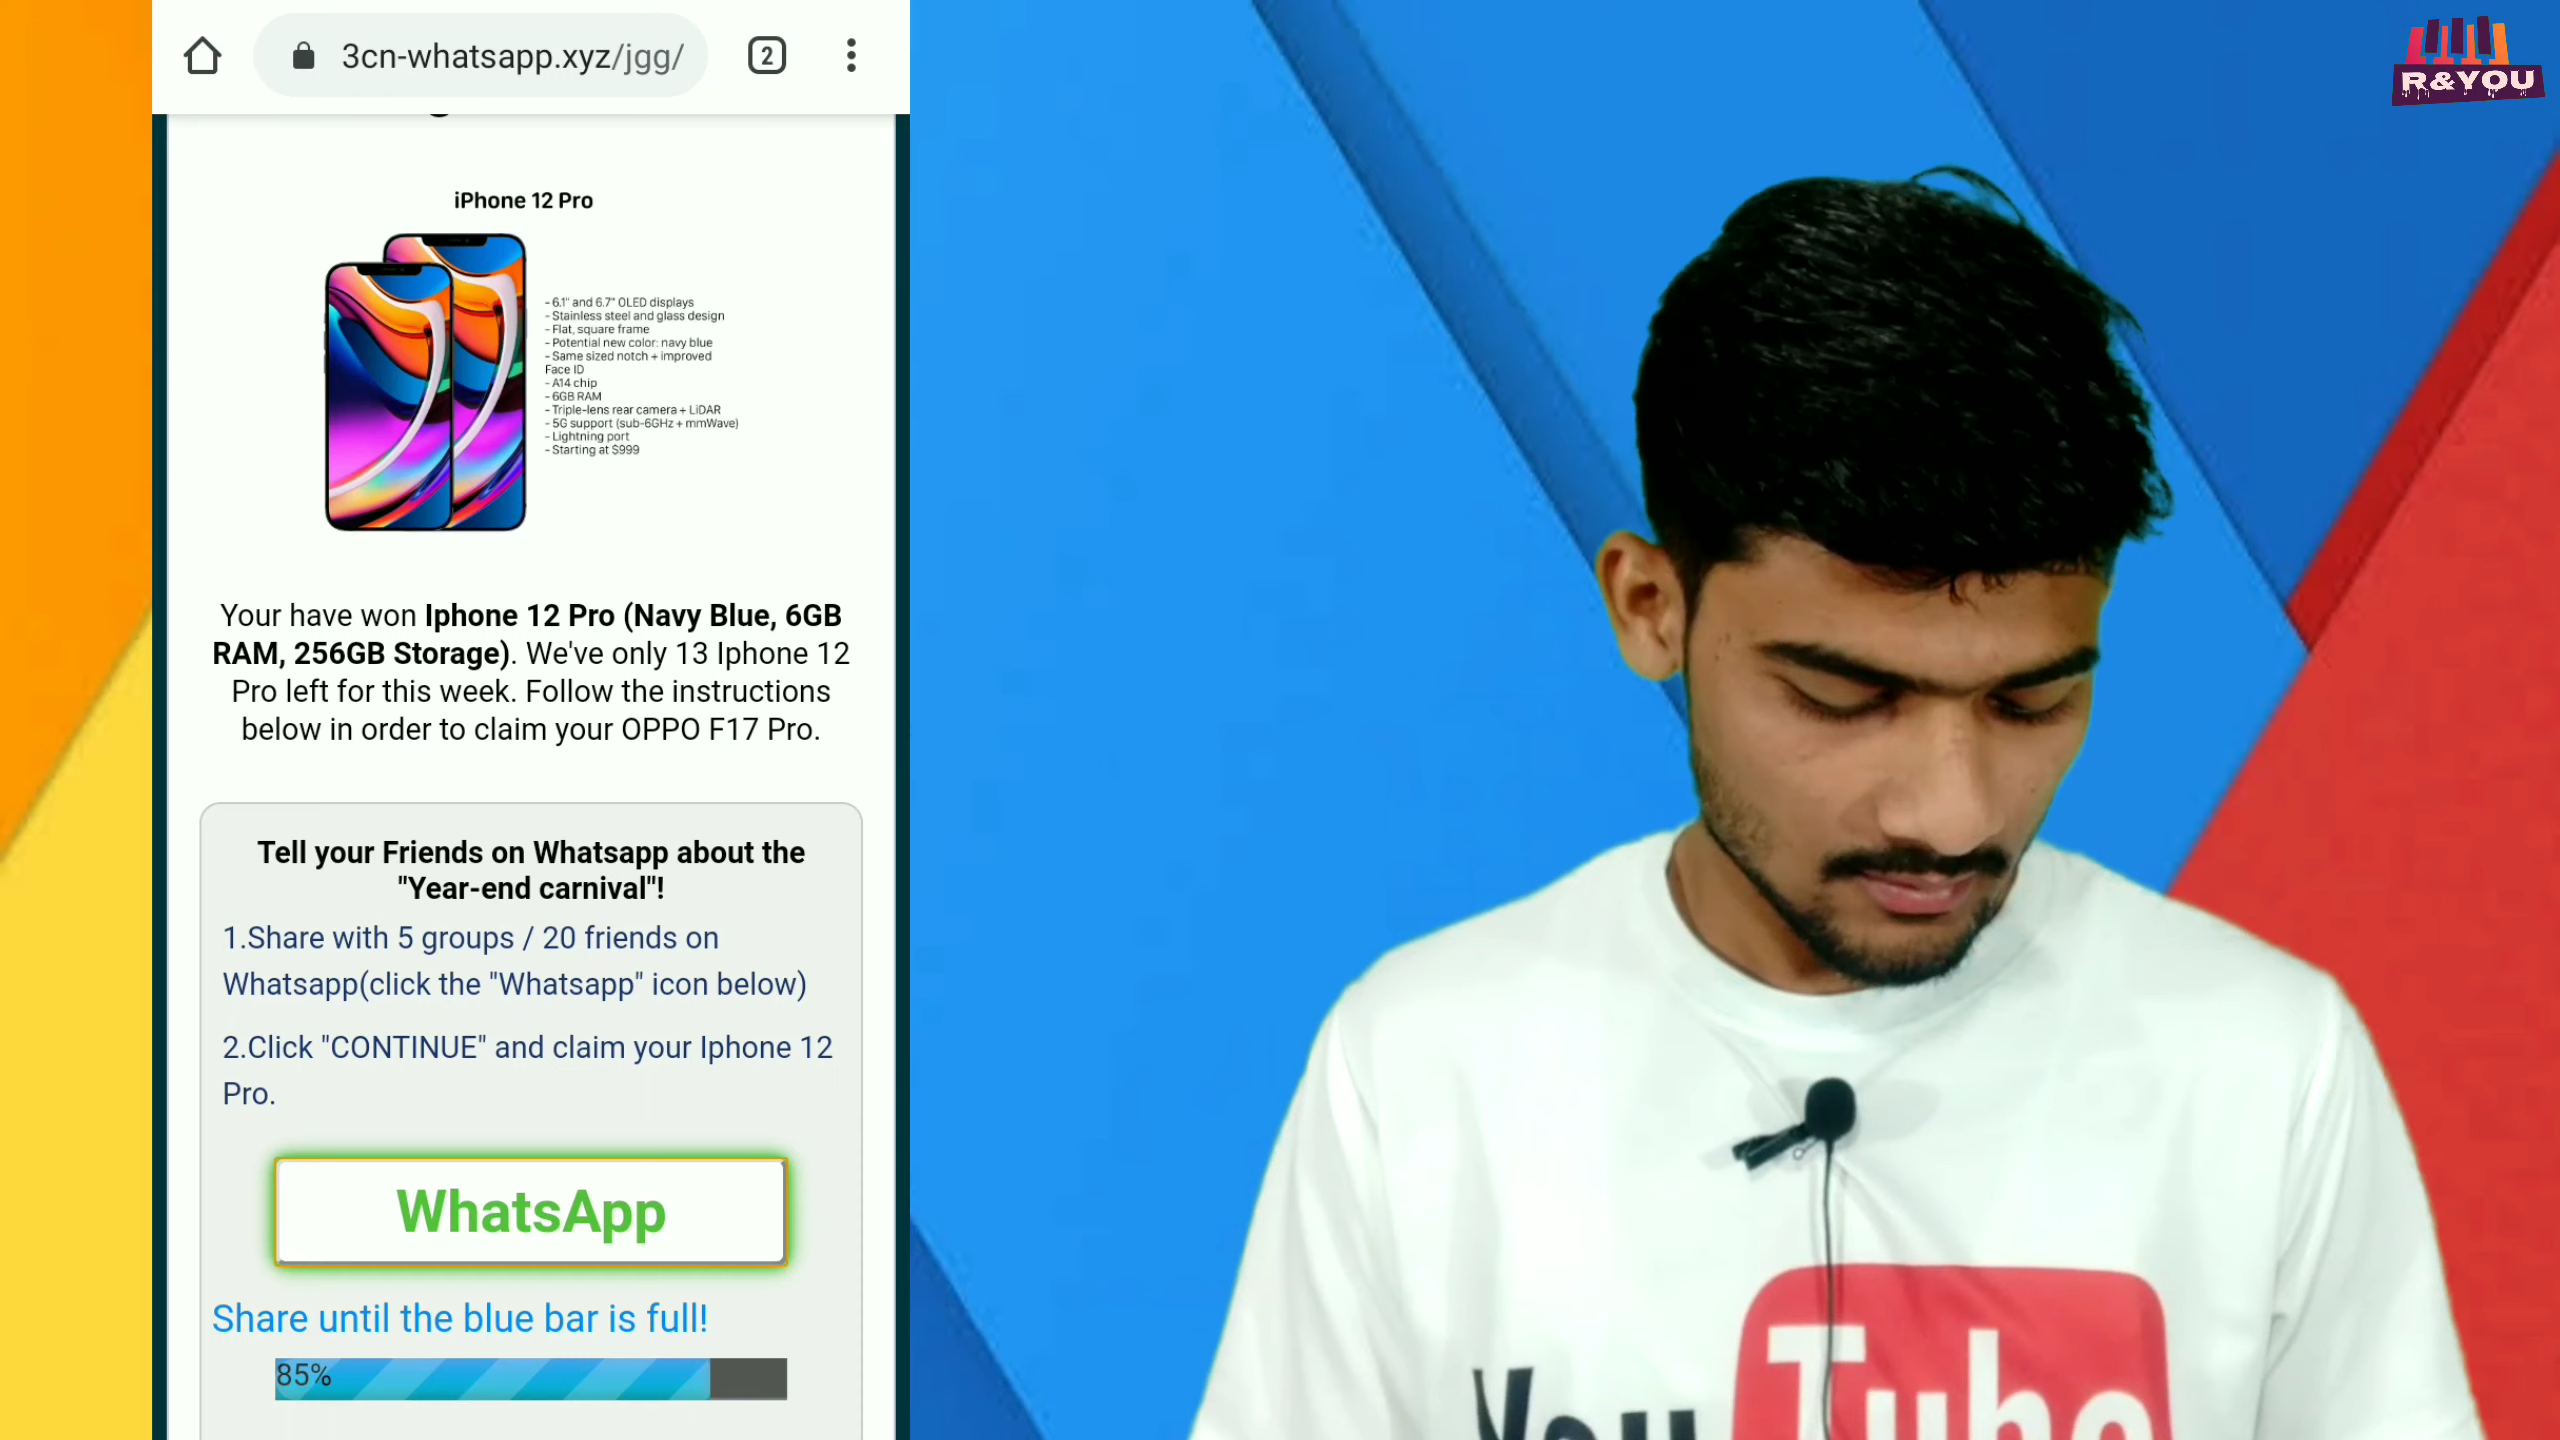 3cn-whatsapp.xyz/jgg/
2
R&YOU
iPhone 12 Pro
- 6.1" and 6.7" OLED displays
- Stainless steel and glass design
- Flat, square frame
- Potential new color: navy blue
- Same sized notch + improved
Face ID
- A14 chip
- 6GB RAM
- Triple-lens rear camera + LiDAR
- 5G support (sub-6GHz + mmWave)
- Lightning port
- Starting at $999
Your have won Iphone 12 Pro (Navy Blue, 6GB
RAM, 256GB Storage). We've only 13 Iphone 12
Pro left for this week. Follow the instructions
below in order to claim your OPPO F17 Pro.
Tell your Friends on Whatsapp about the
"Year-end carnival"!
1.Share with 5 groups / 20 friends on
Whatsapp(click the "Whatsapp" icon below)
2.Click "CONTINUE" and claim your Iphone 12
Pro.
WhatsApp
Share until the blue bar is full!
85%
You Tube